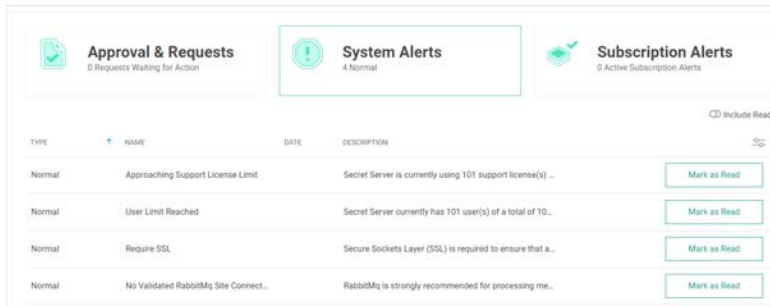 Approval & Requests
0 Requests Waiting for Action
System Alerts
4 Normal
Subscription Alerts
0 Active Subscription Alerts
Include Read
TYPE NAME DATE DESCRIPTION
Normal Approaching Support License Limit Secret Server is currently using 101 support license(s) ... Mark as Read
Normal User Limit Reached Secret Server currently has 101 user(s) of a total of 10... Mark as Read
Normal Require SSL Secure Sockets Layer (SSL) is required to ensure that a... Mark as Read
Normal No Validated RabbitMq Site Connect... RabbitMq is strongly recommended for processing me... Mark as Read